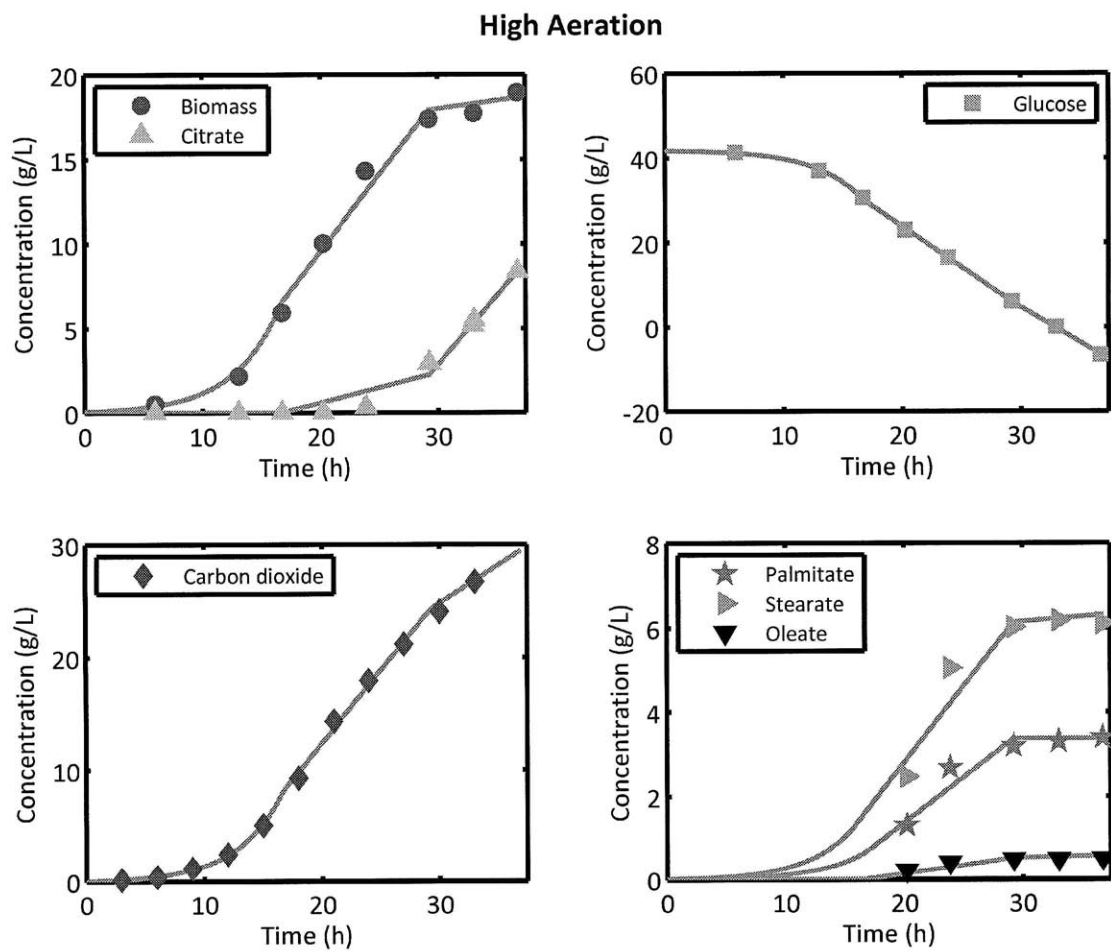 High Aeration
Concentration (g/L)
20
15
10
5
0
Biomass
Citrate
0 10 20 30
Time (h)
Concentration (g/L)
60
40
20
0
-20
Glucose
0 10 20 30
Time (h)
Concentration (g/L)
30
20
10
0
Carbon dioxide
0 10 20 30
Time (h)
Concentration (g/L)
8
6
4
2
0
Palmitate
Stearate
Oleate
0 10 20 30
Time (h)